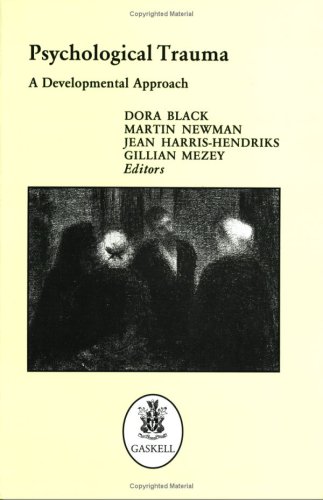 Psychological Trauma
A Developmental Approach
DORA BLACK
MARTIN NEWMAN
JEAN HARRIS-HENDRIKS
GILLIAN MEZEY
Editors
GASKELL
Copyrighted Material
Copyrighted Material